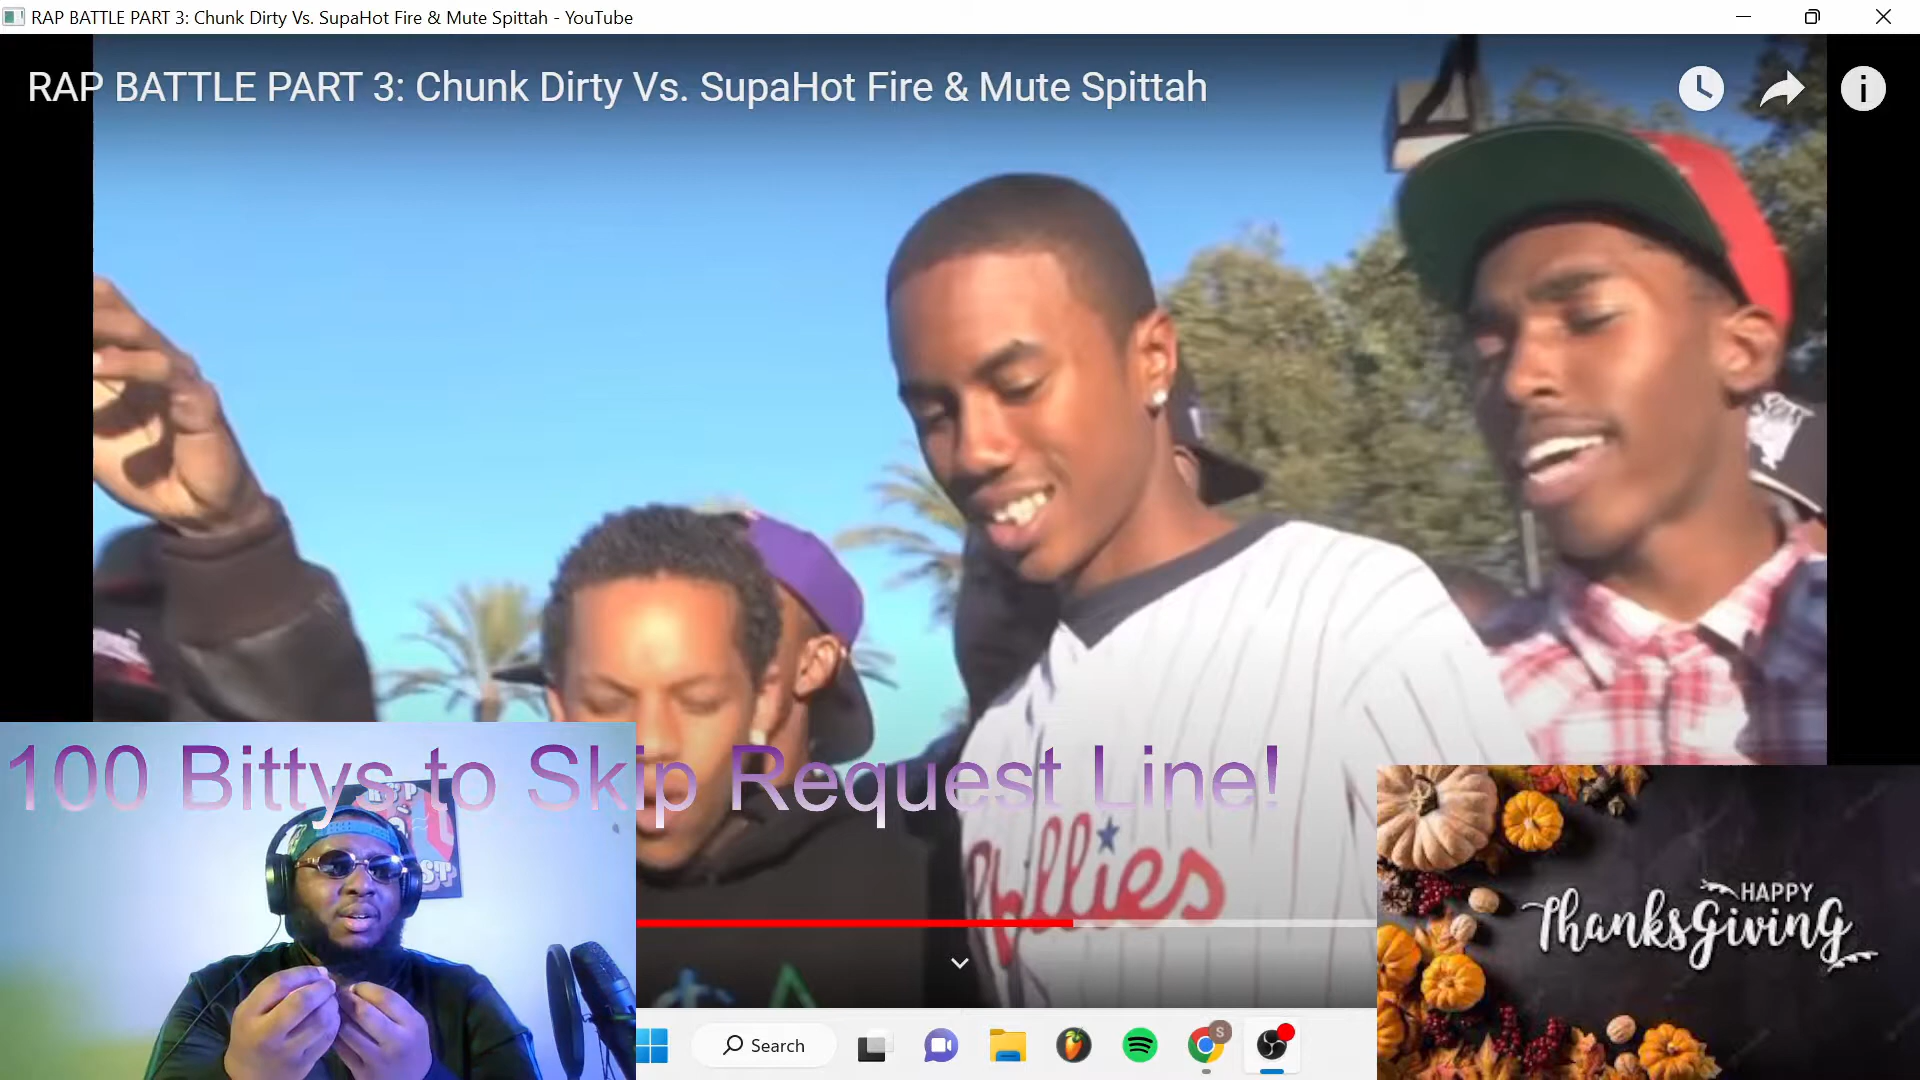 RAP BATTLE PART 3: Chunk Dirty Vs. SupaHot Fire & Mute Spittah - YouTube
RAP BATTLE PART 3: Chunk Dirty Vs. SupaHot Fire & Mute Spittah
100 Bittys to Skip Request Line!
Phillies
HAPPY
Thanksgiving
Search
S